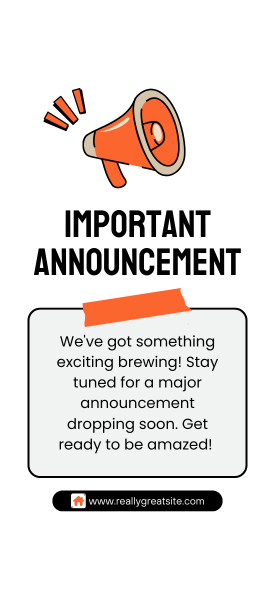 IMPORTANT
ANNOUNCEMENT
We've got something
exciting brewing! Stay
tuned for a major
announcement
dropping soon. Get
ready to be amazed!
www.reallygreatsite.com